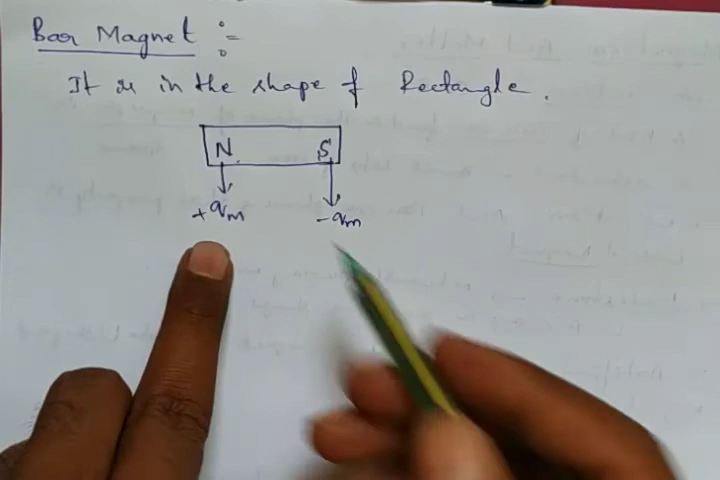 Bar Magnet :=
It is in the shape of Rectangle.
N S
+qm -qm